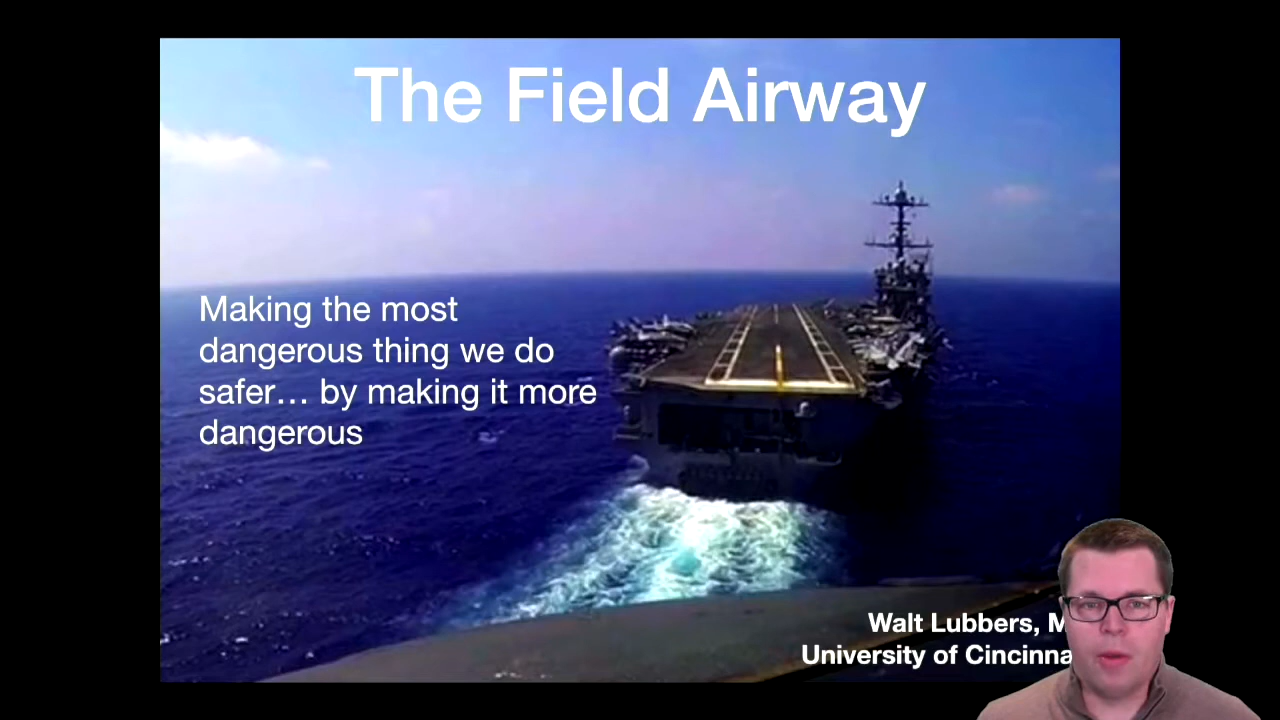 The Field Airway
Making the most
dangerous thing we do
safer… by making it more
dangerous
Walt Lubbers,
University of